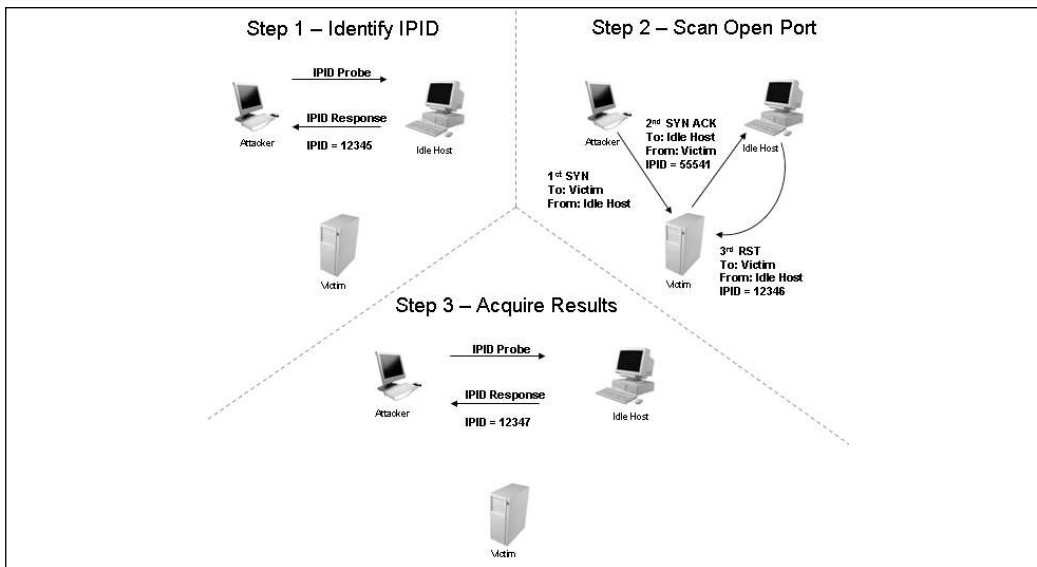 Step 1 – Identify IPID
IPID Probe
IPID Response
IPID = 12345
Attacker
Idle Host
Victim
Step 2 – Scan Open Port
Attacker
Idle Host
2nd SYN ACK
To: Idle Host
From: Victim
IPID = 55541
1st SYN
To: Victim
From: Idle Host
Victim
3rd RST
To: Victim
From: Idle Host
IPID = 12346
Step 3 – Acquire Results
IPID Probe
IPID Response
IPID = 12347
Attacker
Idle Host
Victim